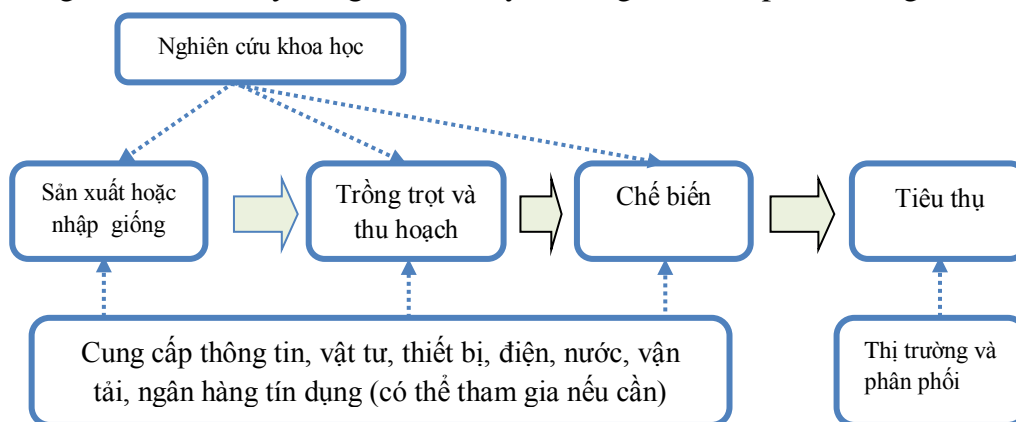 Nghiên cứu khoa học
Sản xuất hoặc
nhập giống
Trồng trọt và
thu hoạch
Chế biến
Tiêu thụ
Cung cấp thông tin, vật tư, thiết bị, điện, nước, vận
tải, ngân hàng tín dụng (có thể tham gia nếu cần)
Thị trường và
phân phối